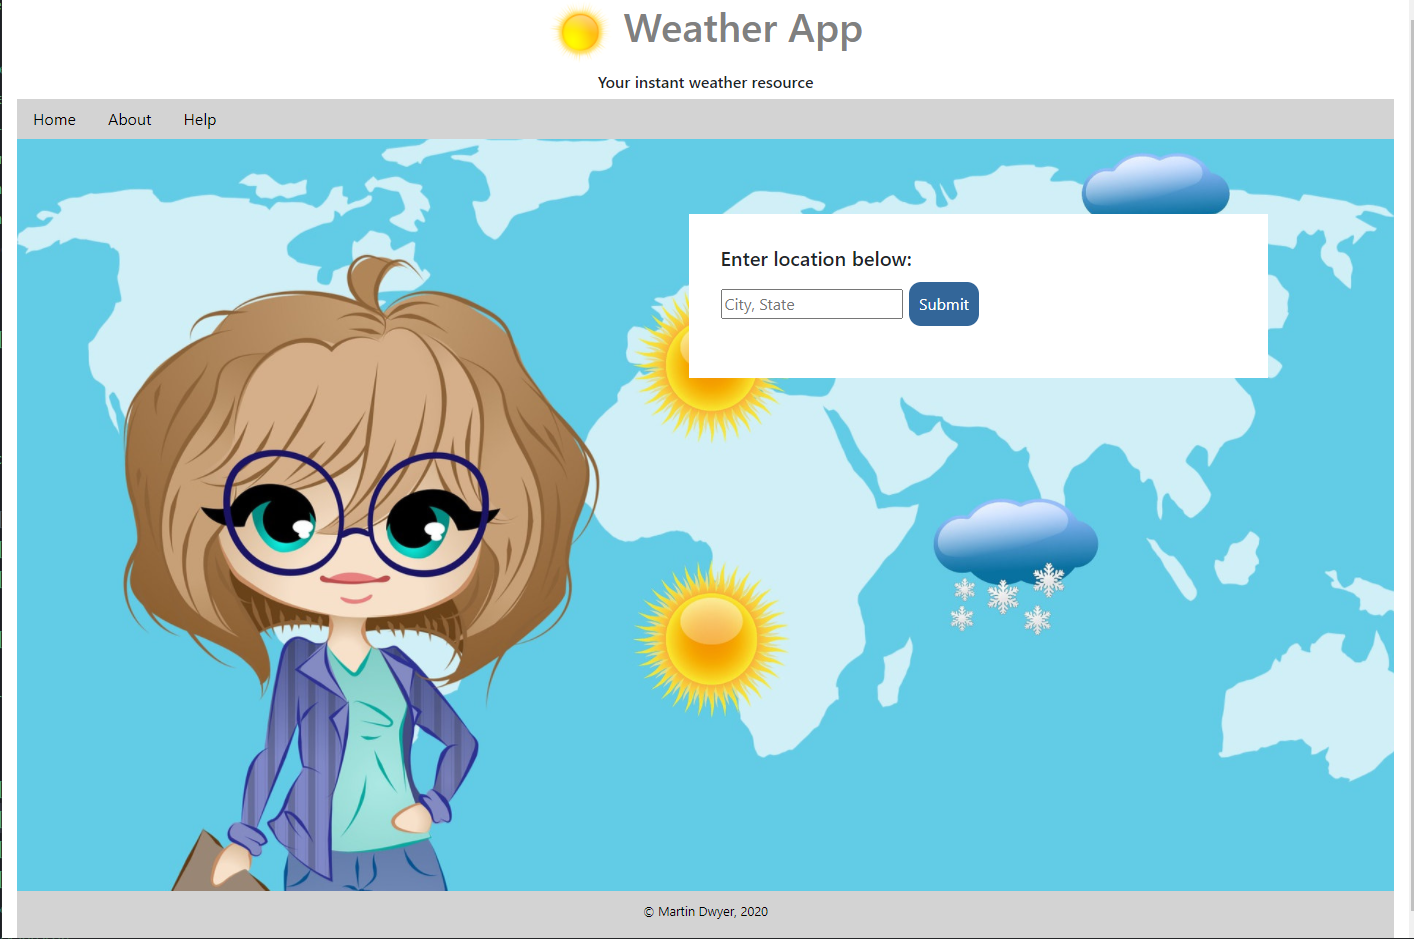 Weather App
Your instant weather resource
Home About Help
Enter location below:
City, State Submit
© Martin Dwyer, 2020